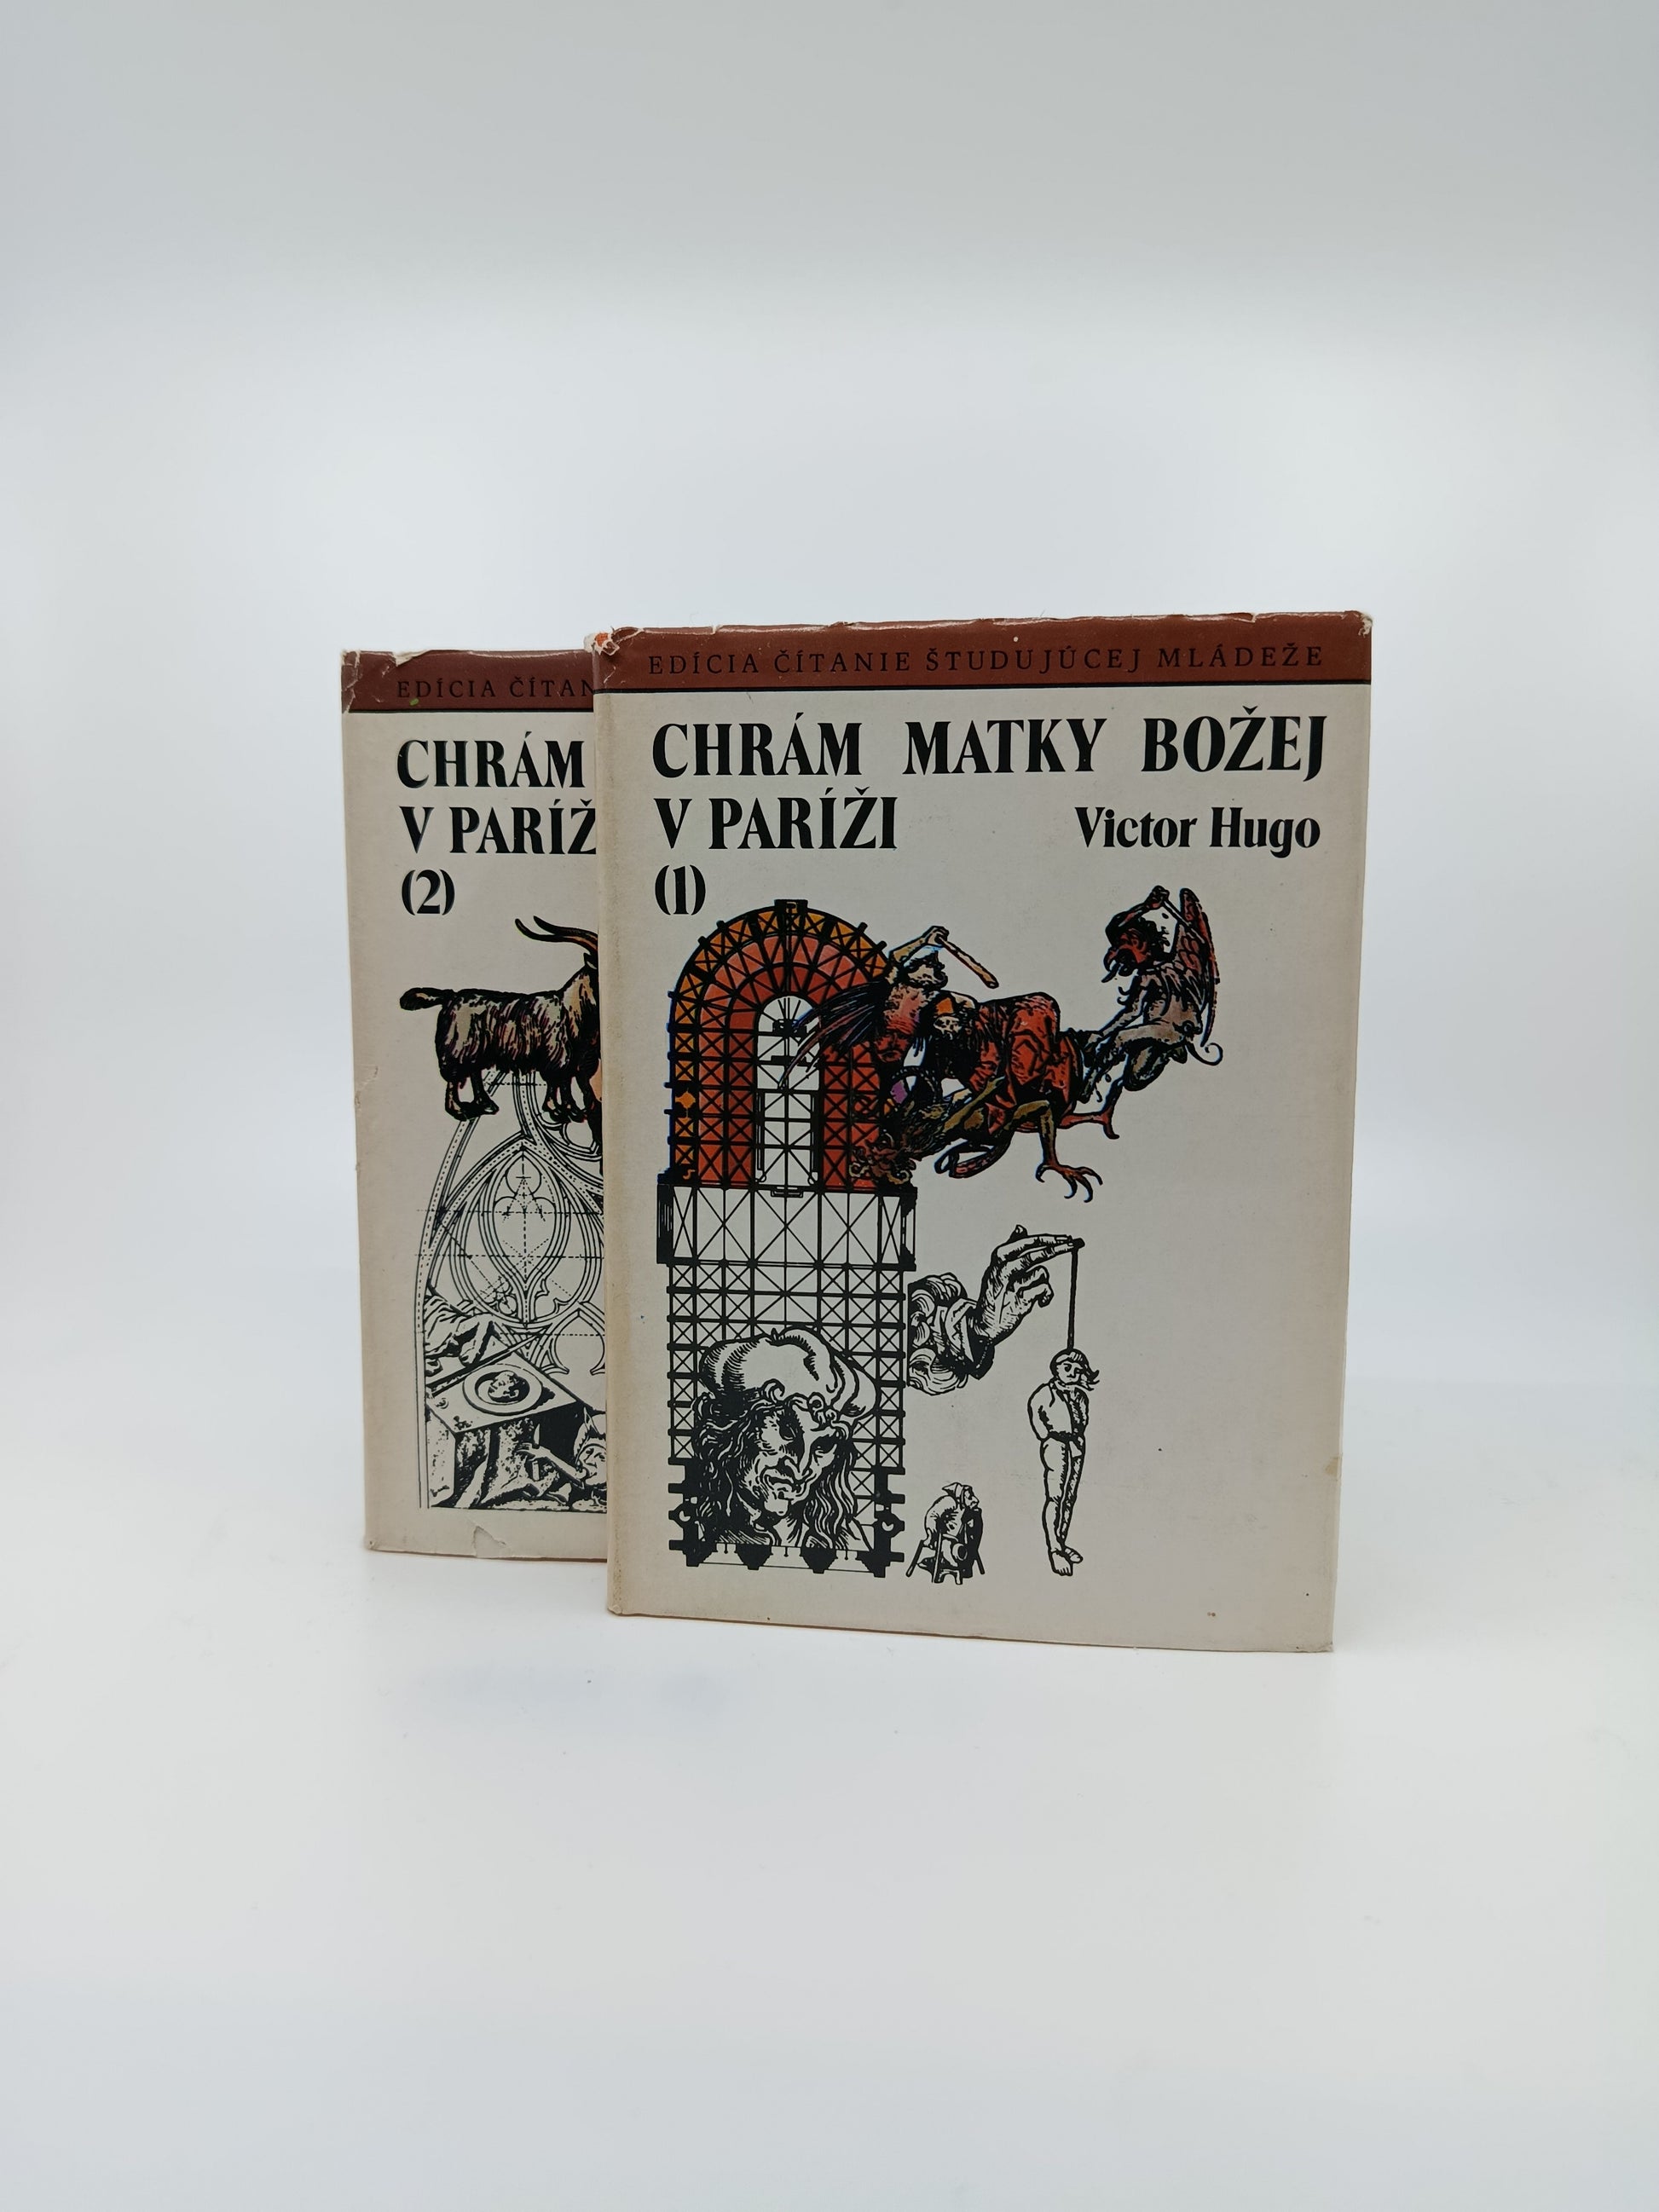 EDÍCIA ČÍTAN
CHRÁM
V PARÍŽ
(2)
EDÍCIA ČÍTANIE ŠTUDUJÚCEJ MLÁDEŽE
CHRÁM MATKY BOŽEJ
V PARÍŽI
Victor Hugo
(1)